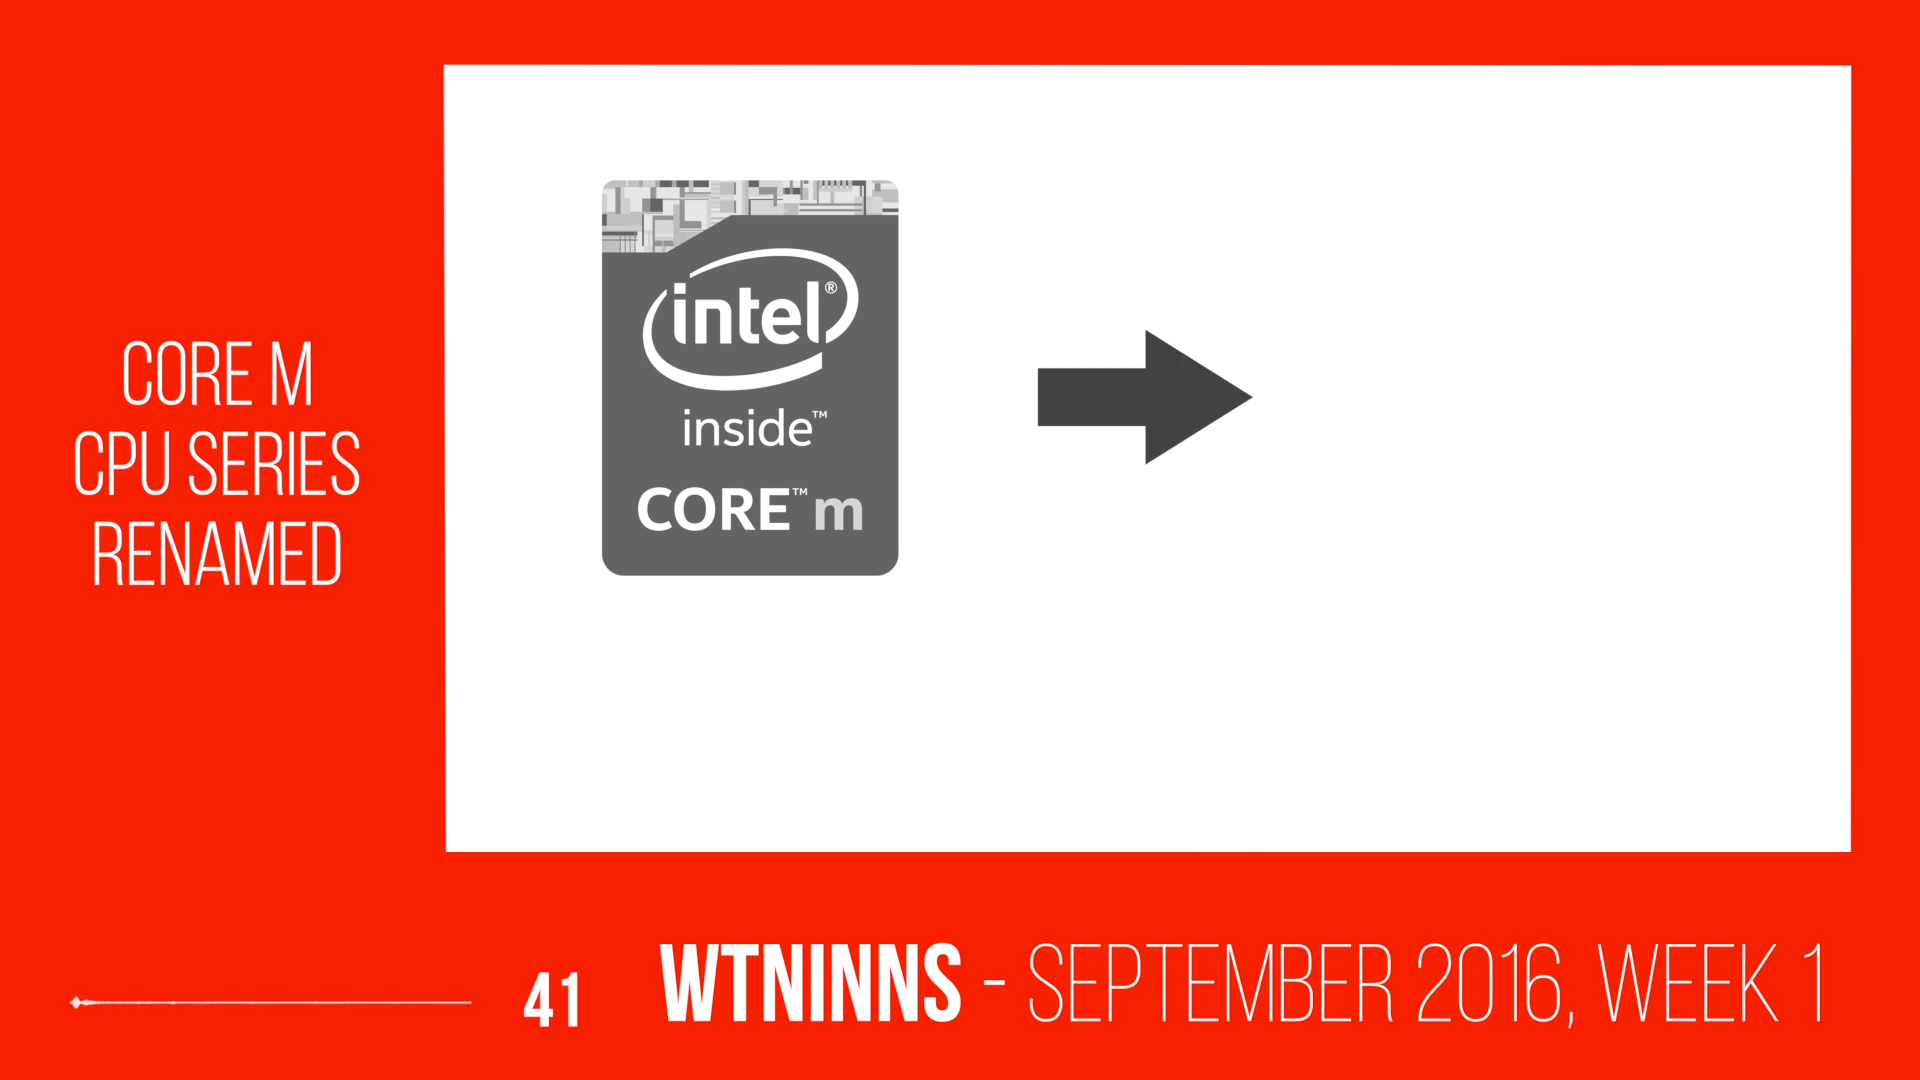 CORE M
CPU SERIES
RENAMED
intel®
inside™
CORE™ m
41
WTNINNS - SEPTEMBER 2016, WEEK 1